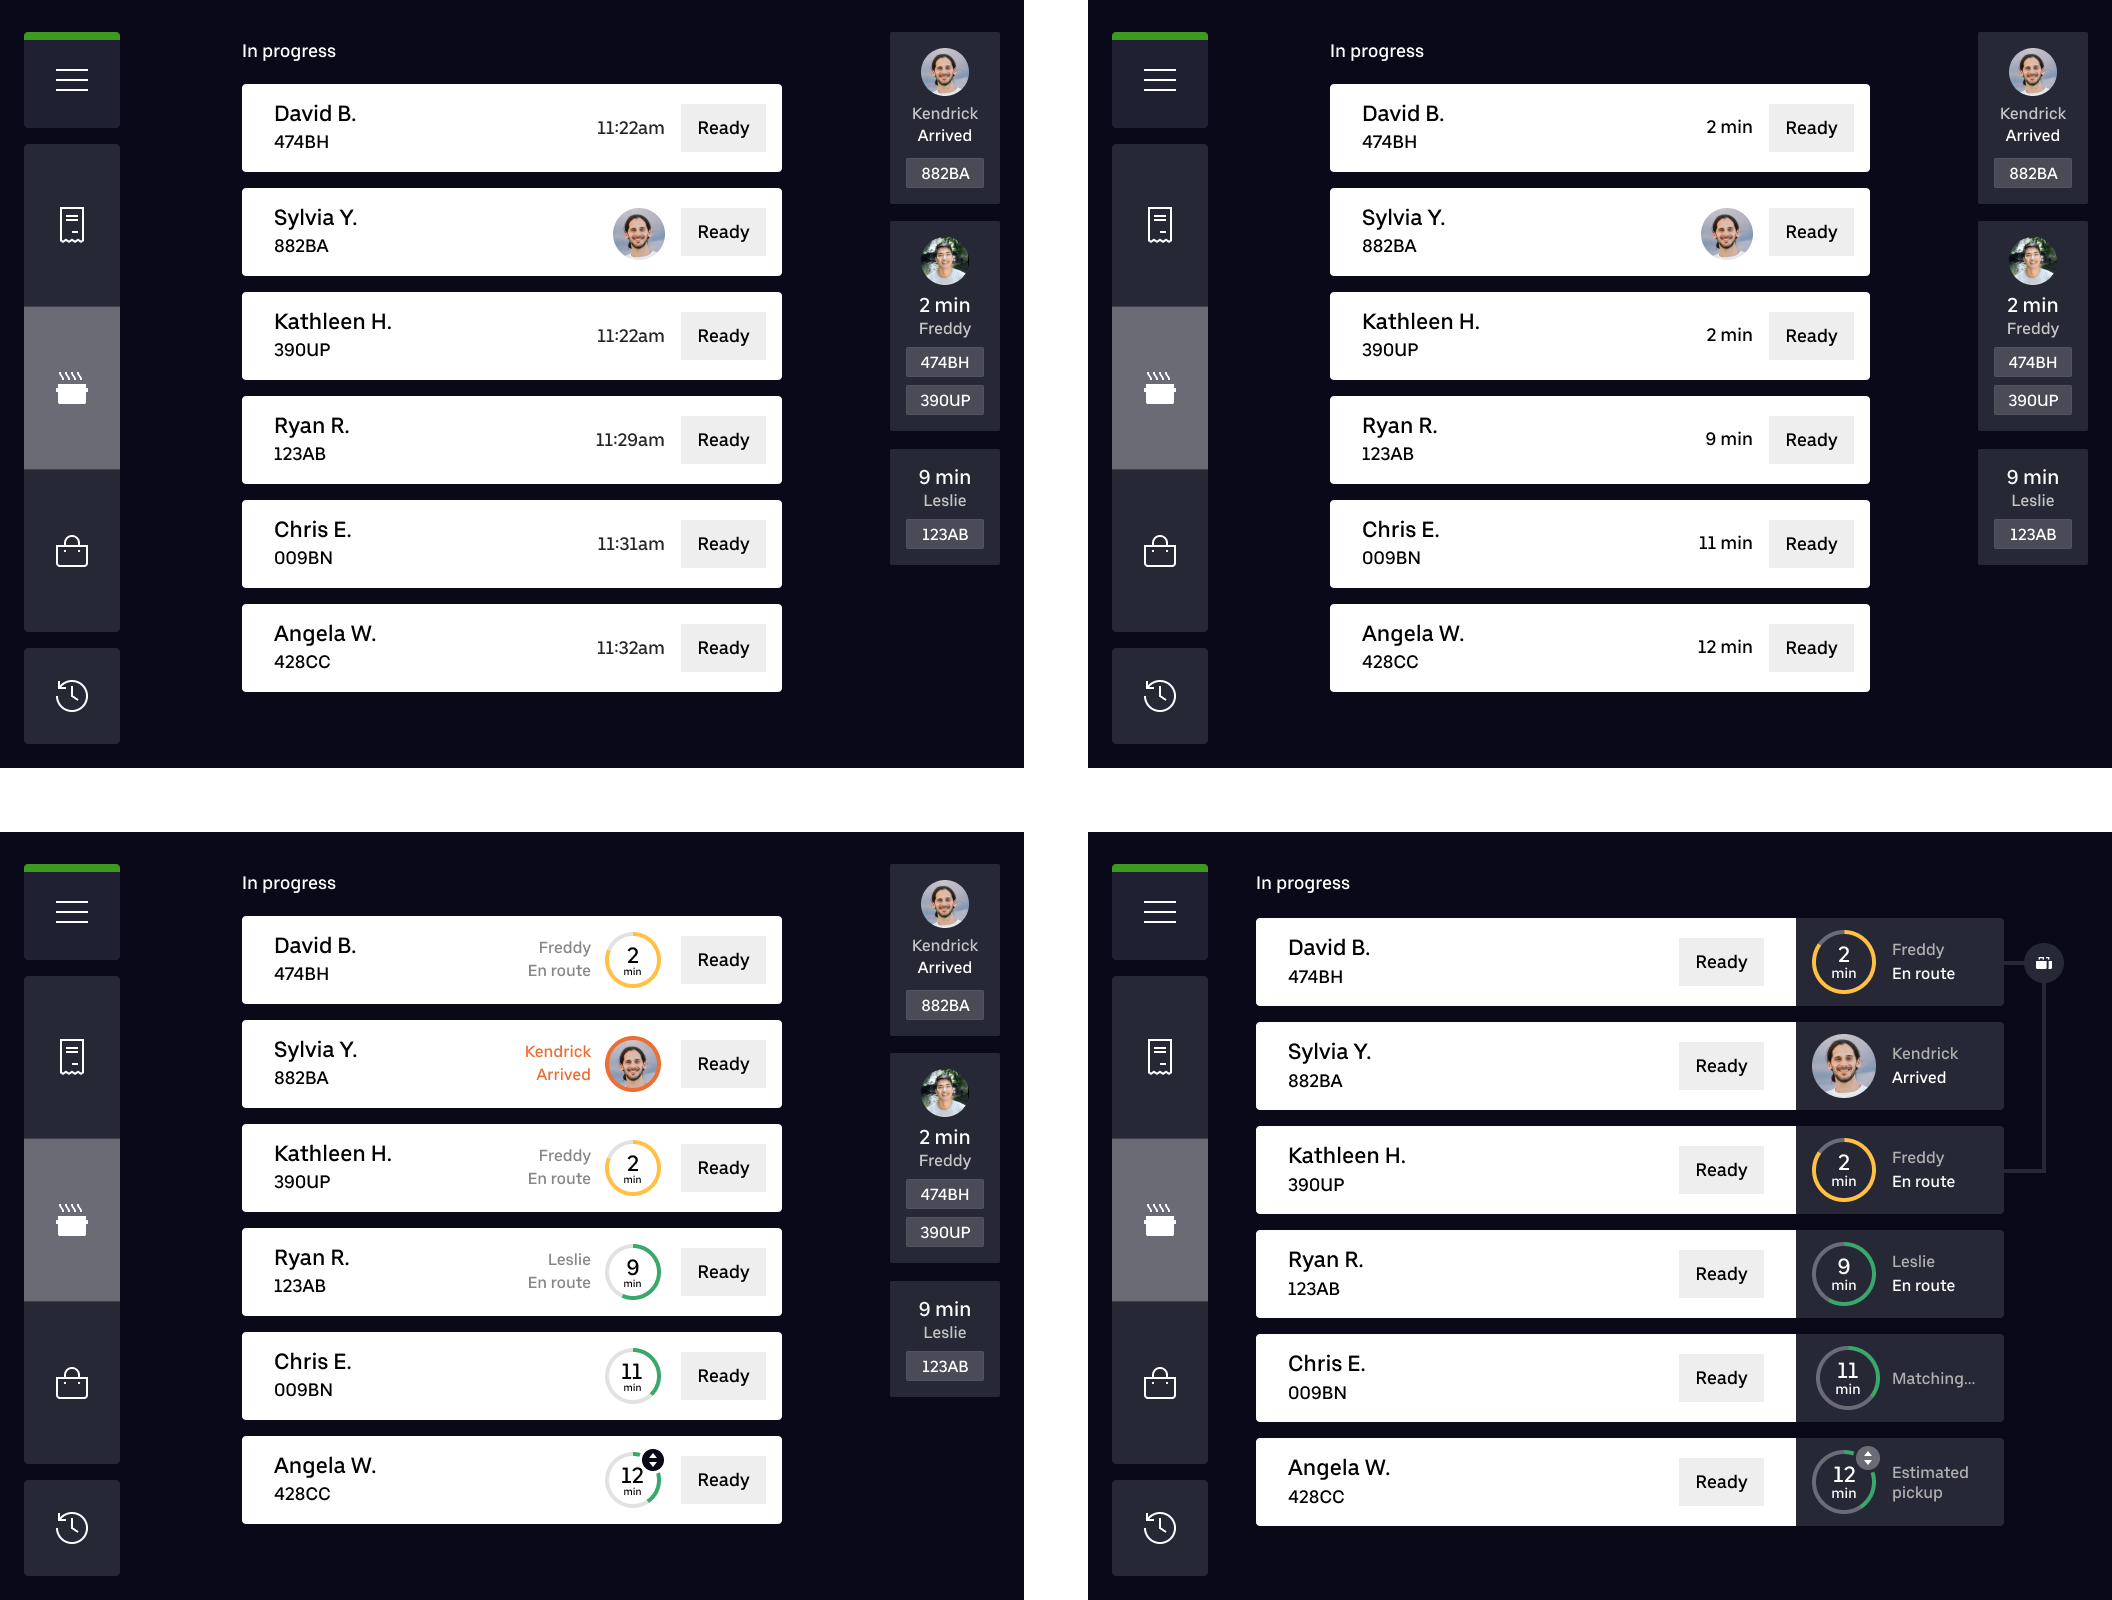 In progress
David B.
474BH
11:22am
Ready
Sylvia Y.
882BA
Ready
Kathleen H.
390UP
11:22am
Ready
Ryan R.
123AB
11:29am
Ready
Chris E.
009BN
11:31am
Ready
Angela W.
428CC
11:32am
Ready
Kendrick
Arrived
882BA
2 min
Freddy
474BH
390UP
9 min
Leslie
123AB
In progress
David B.
474BH
2 min
Ready
Sylvia Y.
882BA
Ready
Kathleen H.
390UP
2 min
Ready
Ryan R.
123AB
9 min
Ready
Chris E.
009BN
11 min
Ready
Angela W.
428CC
12 min
Ready
Kendrick
Arrived
882BA
2 min
Freddy
474BH
390UP
9 min
Leslie
123AB
In progress
David B.
474BH
Freddy
En route
2
min
Ready
Sylvia Y.
882BA
Kendrick
Arrived
Ready
Kathleen H.
390UP
Freddy
En route
2
min
Ready
Ryan R.
123AB
Leslie
En route
9
min
Ready
Chris E.
009BN
11
min
Ready
Angela W.
428CC
12
min
Ready
Kendrick
Arrived
882BA
2 min
Freddy
474BH
390UP
9 min
Leslie
123AB
In progress
David B.
474BH
Ready
2
min
Freddy
En route
Sylvia Y.
882BA
Ready
Kendrick
Arrived
Kathleen H.
390UP
Ready
2
min
Freddy
En route
Ryan R.
123AB
Ready
9
min
Leslie
En route
Chris E.
009BN
Ready
11
min
Matching...
Angela W.
428CC
Ready
12
min
Estimated
pickup